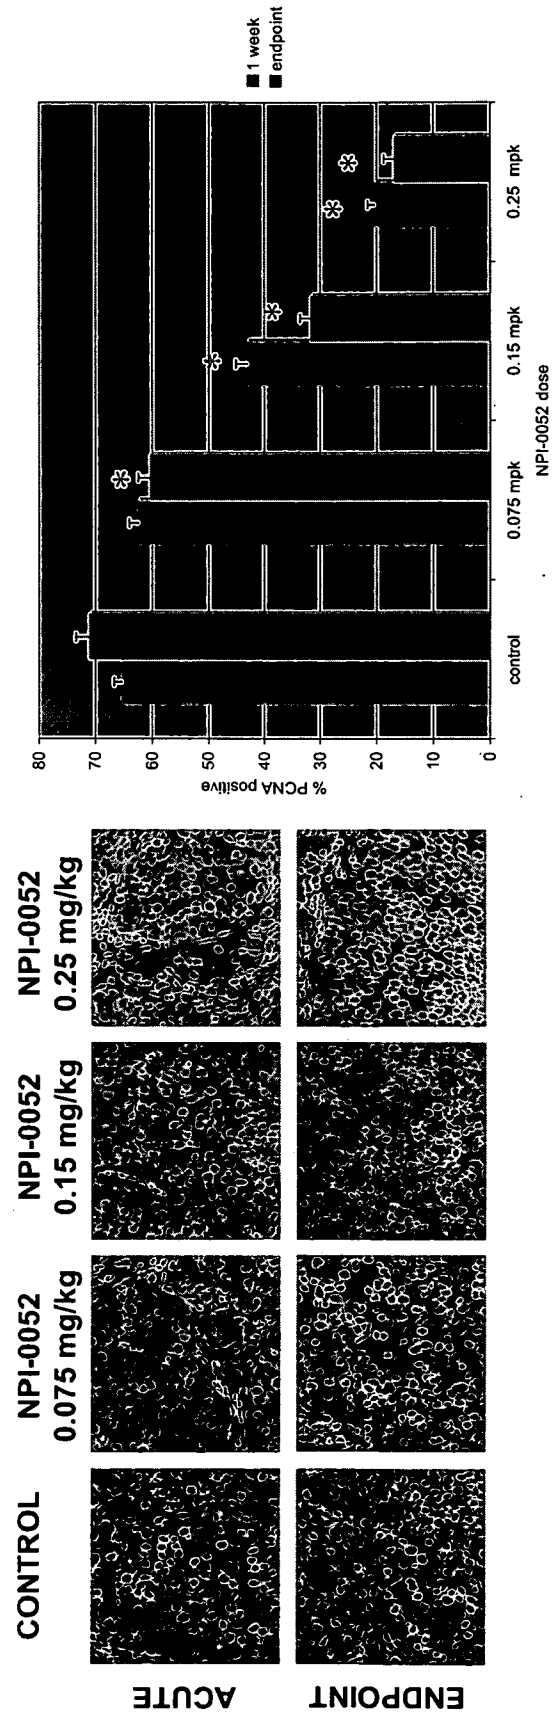 CONTROL
NPI-0052
0.075 mg/kg
NPI-0052
0.15 mg/kg
NPI-0052
0.25 mg/kg
ACUTE
ENDPOINT
% PCNA positive
80
70
60
50
40
30
20
10
0
control
0.075 mpk
0.15 mpk
0.25 mpk
NPI-0052 dose
1 week
endpoint